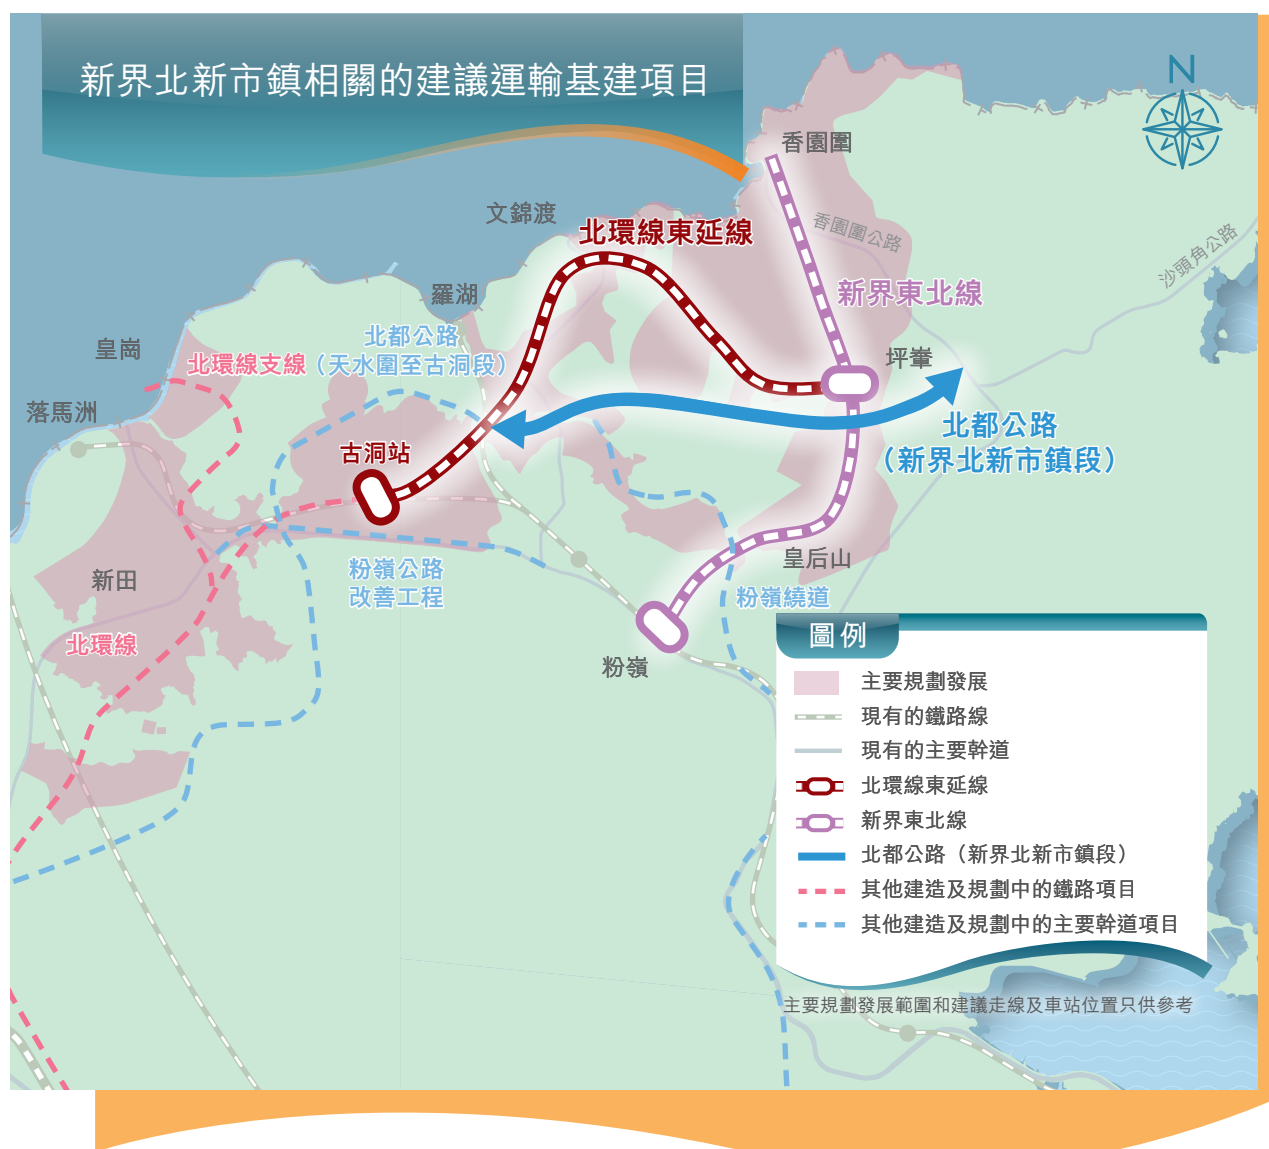 新界北新市鎮相關的建議運輸基建項目
N
香園圍
文錦渡
北環線東延線
香園圍公路
沙頭角公路
新界東北線
羅湖
北都公路
（天水圍至古洞段）
皇崗
北環線支線
坪輋
落馬洲
北都公路
（新界北新市鎮段）
古洞站
皇后山
粉嶺公路
改善工程
新田
粉嶺繞道
北環線
粉嶺
圖例
主要規劃發展
現有的鐵路線
現有的主要幹道
北環線東延線
新界東北線
北都公路（新界北新市鎮段）
其他建造及規劃中的鐵路項目
其他建造及規劃中的主要幹道項目
主要規劃發展範圍和建議走線及車站位置只供參考